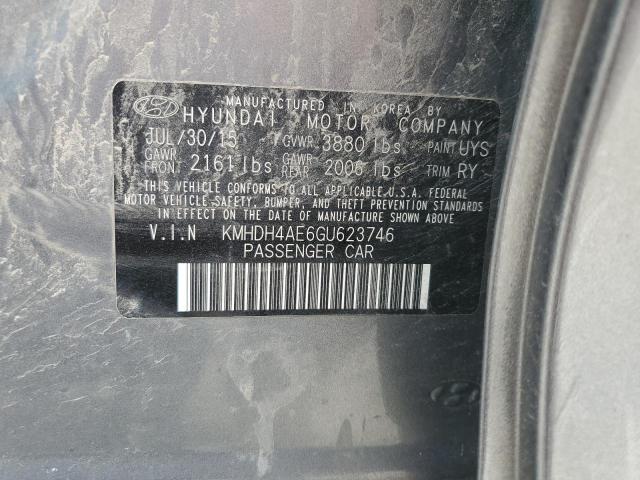 MANUFACTURED IN KOREA BY
HYUNDAI MOTOR COMPANY
JUL/30/15 GVWR 3880 lbs. PAINT UYS
GAWR FRONT 2161 lbs GAWR REAR 2006 lbs TRIM RY
THIS VEHICLE CONFORMS TO ALL APPLICABLE U.S.A. FEDERAL
MOTOR VEHICLE SAFETY, BUMPER, AND THEFT PREVENTION STANDARDS
IN EFFECT ON THE DATE OF MANUFACTURE SHOWN ABOVE
V.I.N KMHDH4AE6GU623746
PASSENGER CAR